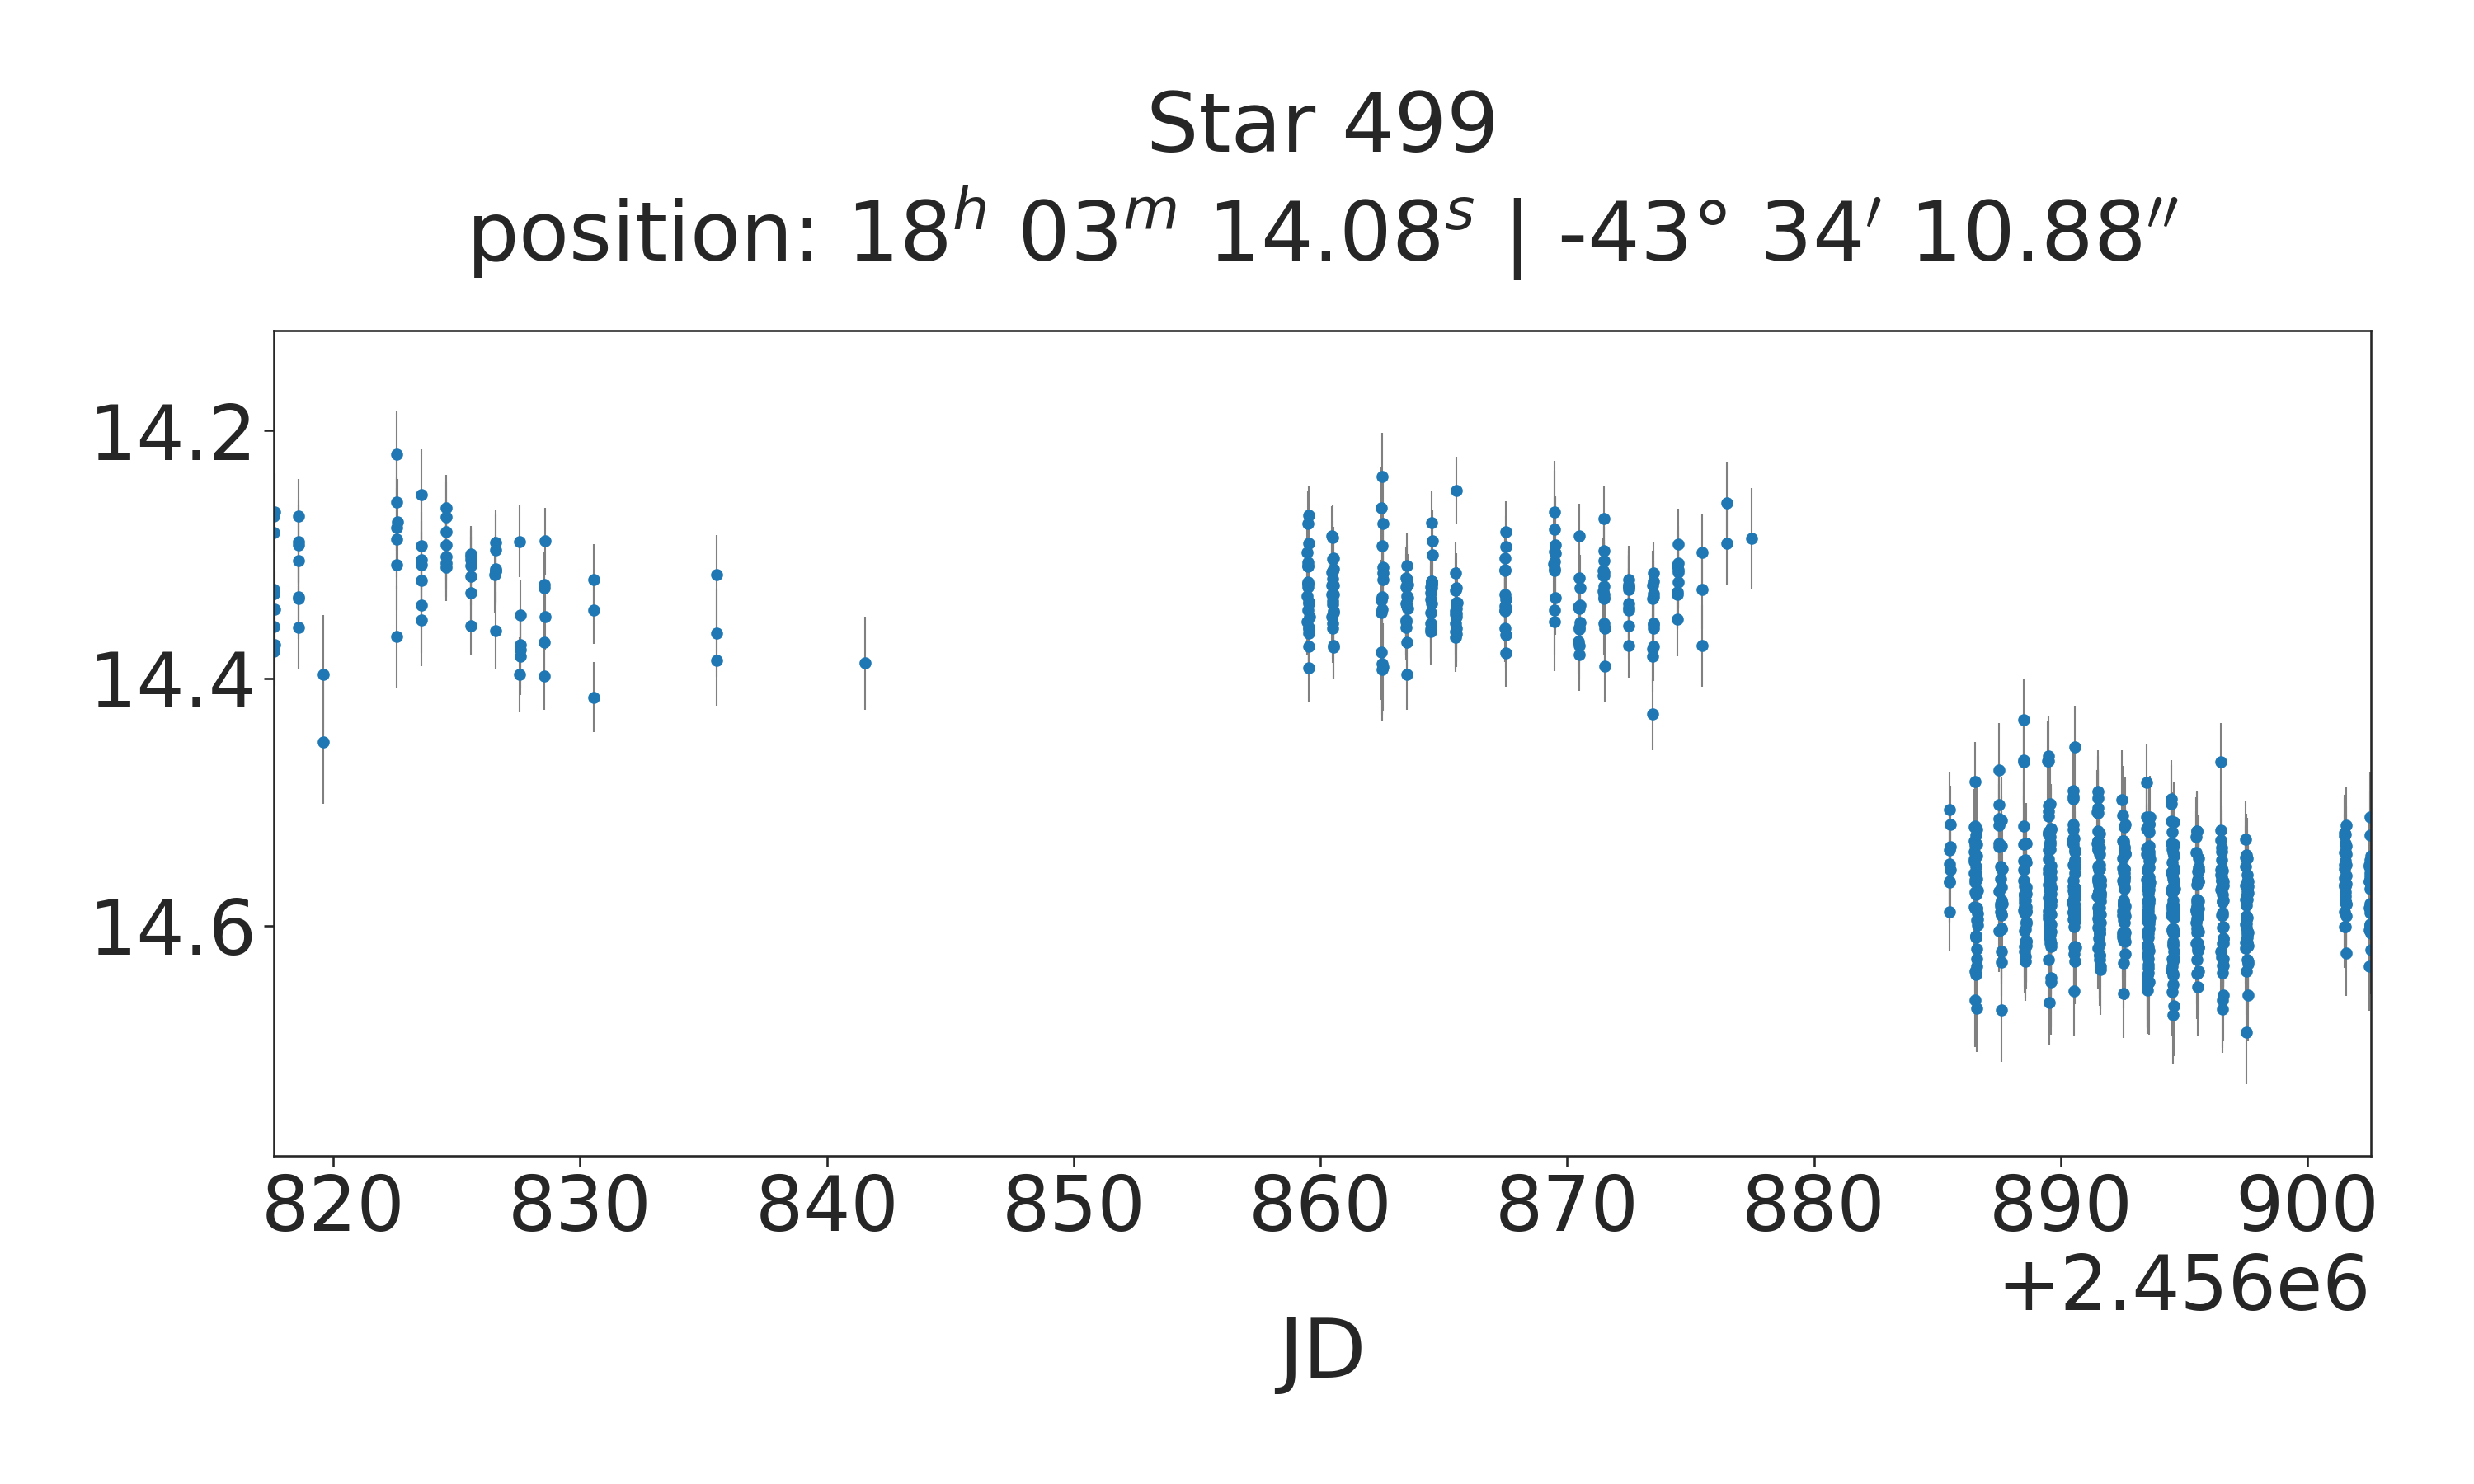 Star 499
position: 18ʰ 03ᵐ 14.08ˢ | -43° 34′ 10.88′′
14.2
14.4
14.6
820 830 840 850 860 870 880 890 900
+2.456e6
JD